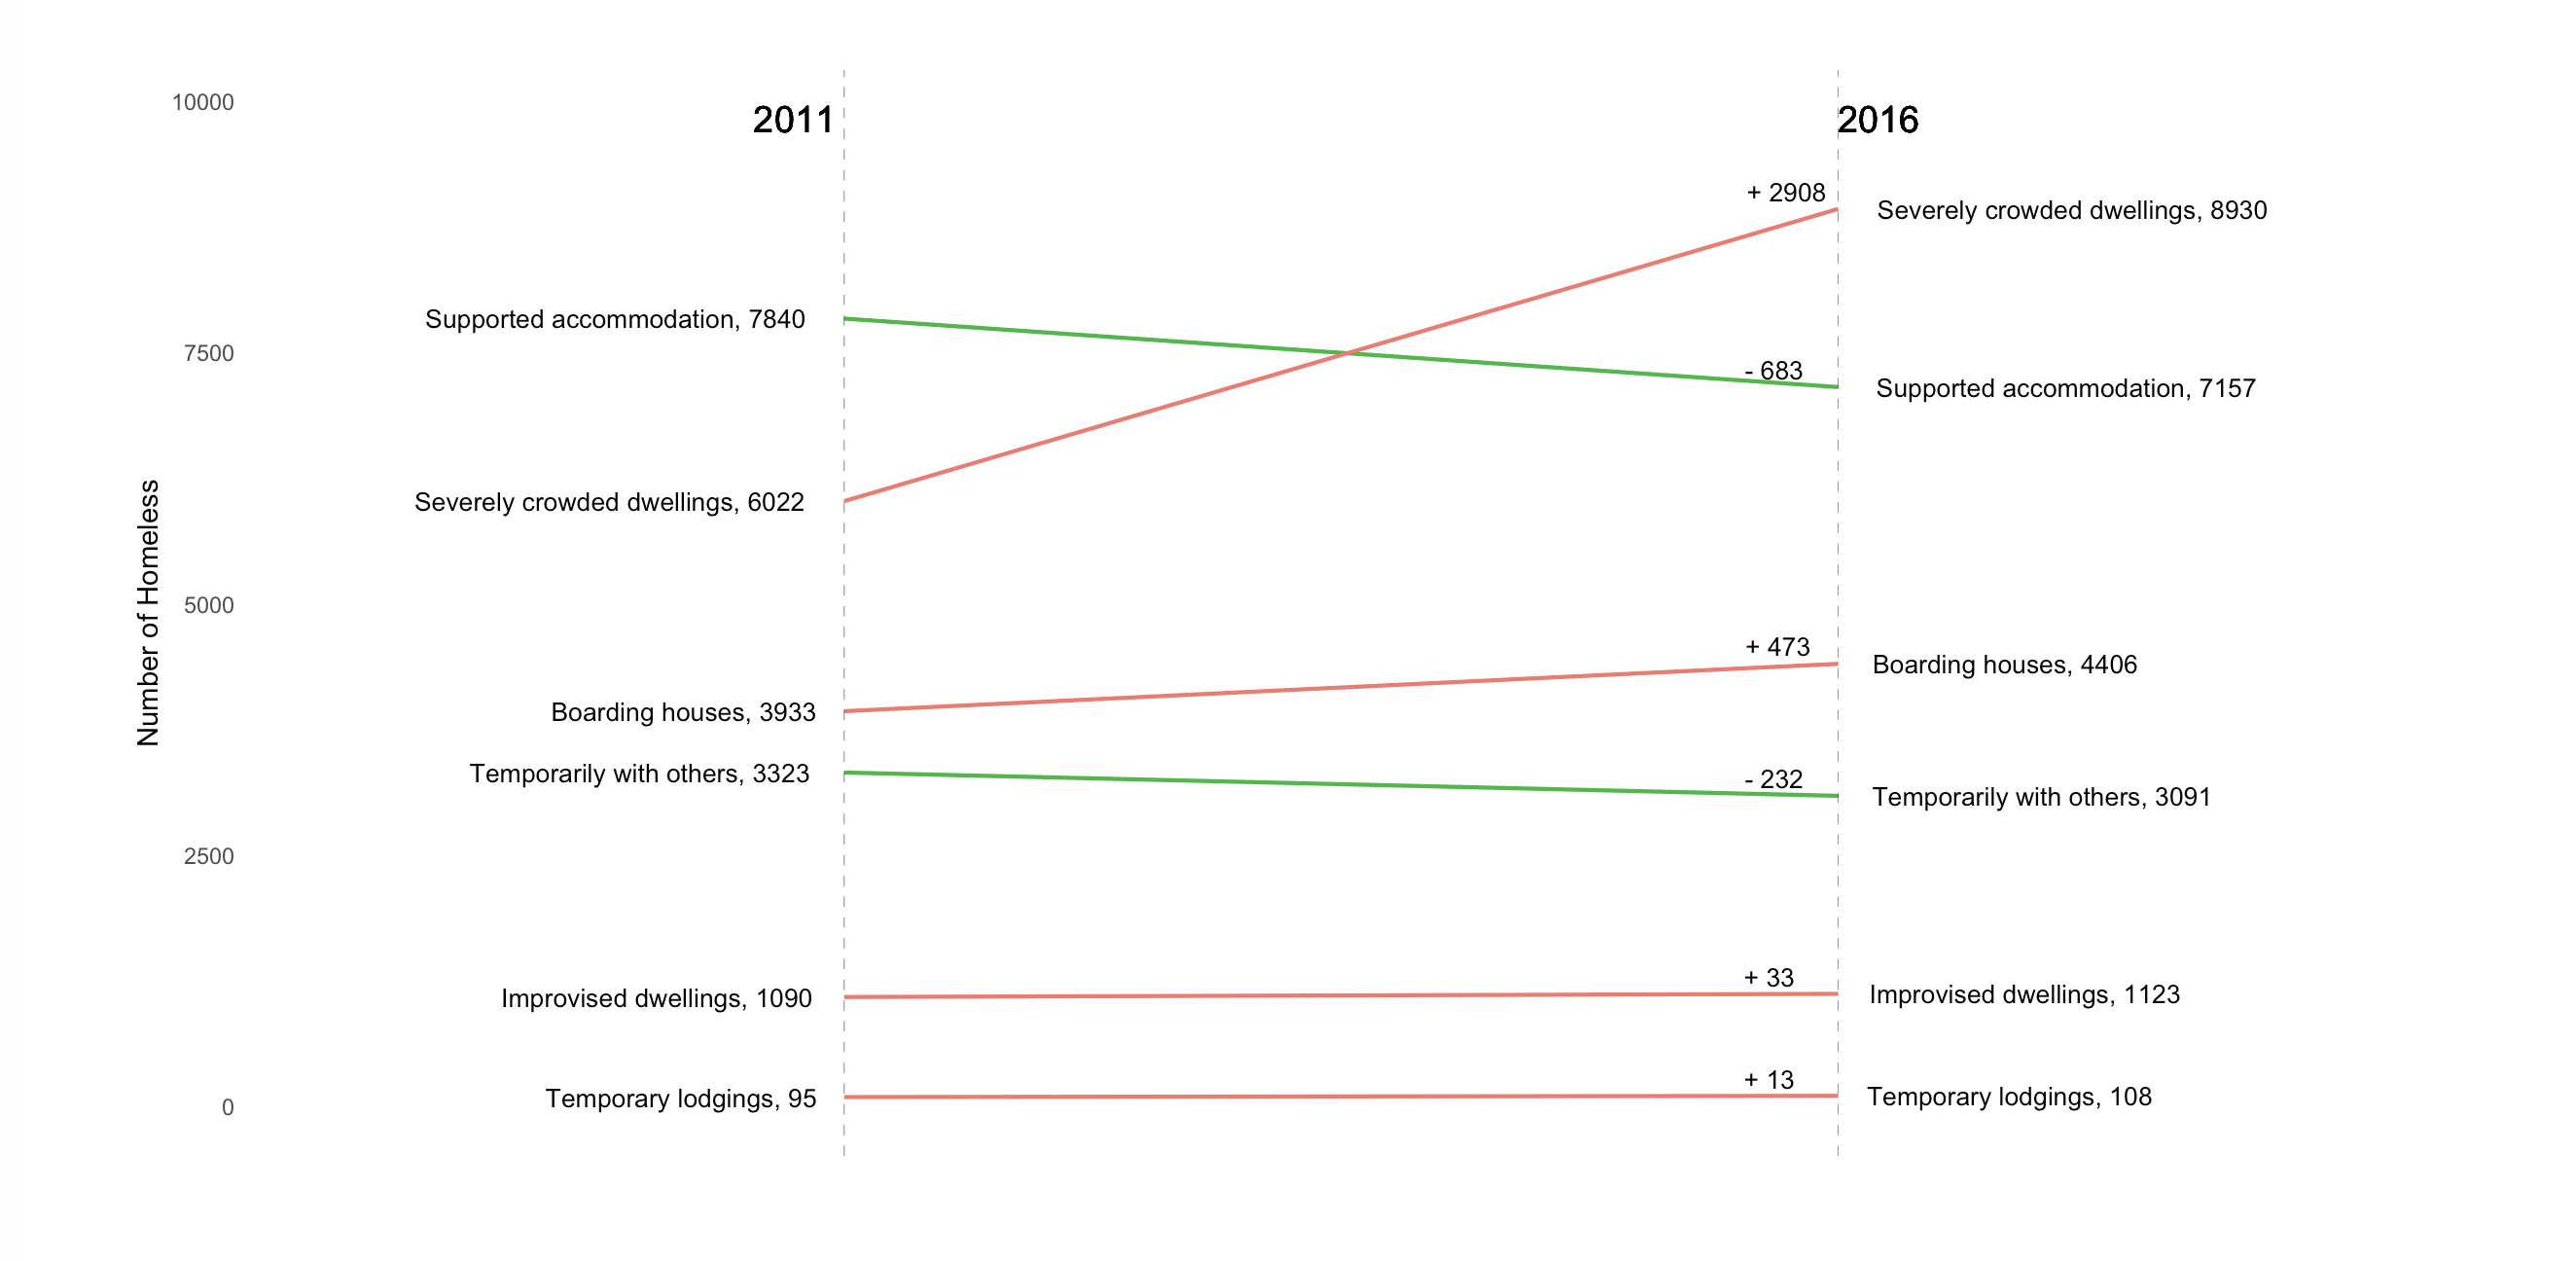 10000
7500
5000
2500
0
Number of Homeless
2011
2016
Supported accommodation, 7840
Severely crowded dwellings, 6022
Boarding houses, 3933
Temporarily with others, 3323
Improvised dwellings, 1090
Temporary lodgings, 95
+ 2908
- 683
+ 473
- 232
+ 33
+ 13
Severely crowded dwellings, 8930
Supported accommodation, 7157
Boarding houses, 4406
Temporarily with others, 3091
Improvised dwellings, 1123
Temporary lodgings, 108